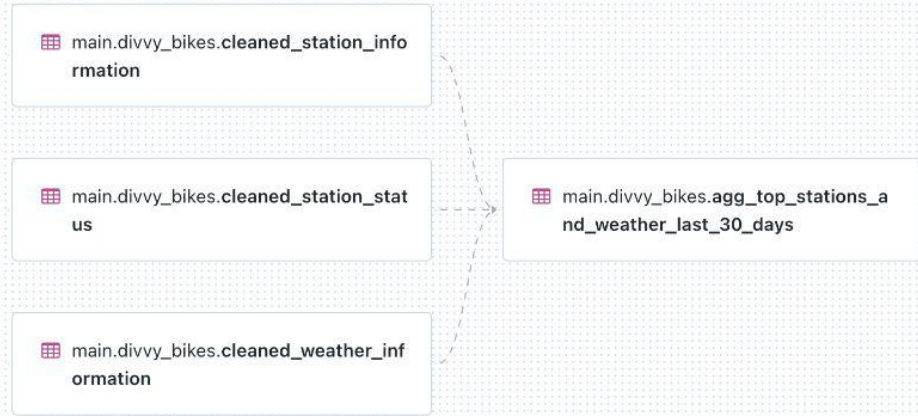 main.divvy_bikes.cleaned_station_info
rmation
main.divvy_bikes.cleaned_station_stat
us
main.divvy_bikes.agg_top_stations_a
nd_weather_last_30_days
main.divvy_bikes.cleaned_weather_inf
ormation